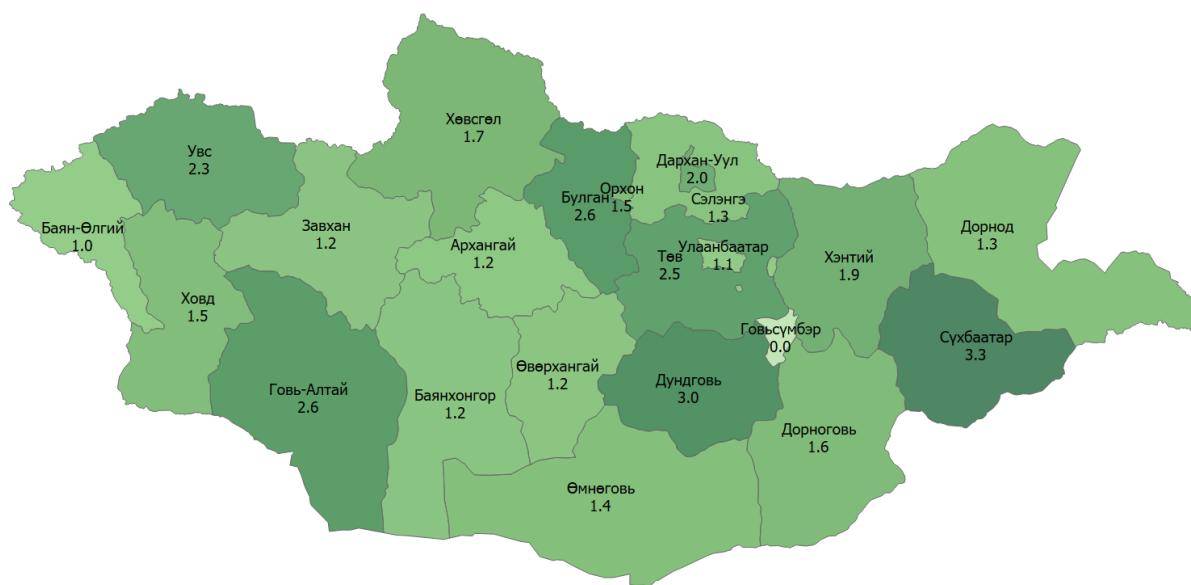 Хөвсгөл
1.7
Увс
2.3
Дархан-Уул
2.0
Орхон
1.5
Булган
2.6
Сэлэнгэ
1.3
Баян-Өлгий
1.0
Завхан
1.2
Архангай
1.2
Улаанбаатар
1.1
Төв
2.5
Хэнтий
1.9
Дорнод
1.3
Ховд
1.5
Говьсүмбэр
0.0
Сүхбаатар
3.3
Говь-Алтай
2.6
Баянхонгор
1.2
Өвөрхангай
1.2
Дундговь
3.0
Дорноговь
1.6
Өмнөговь
1.4